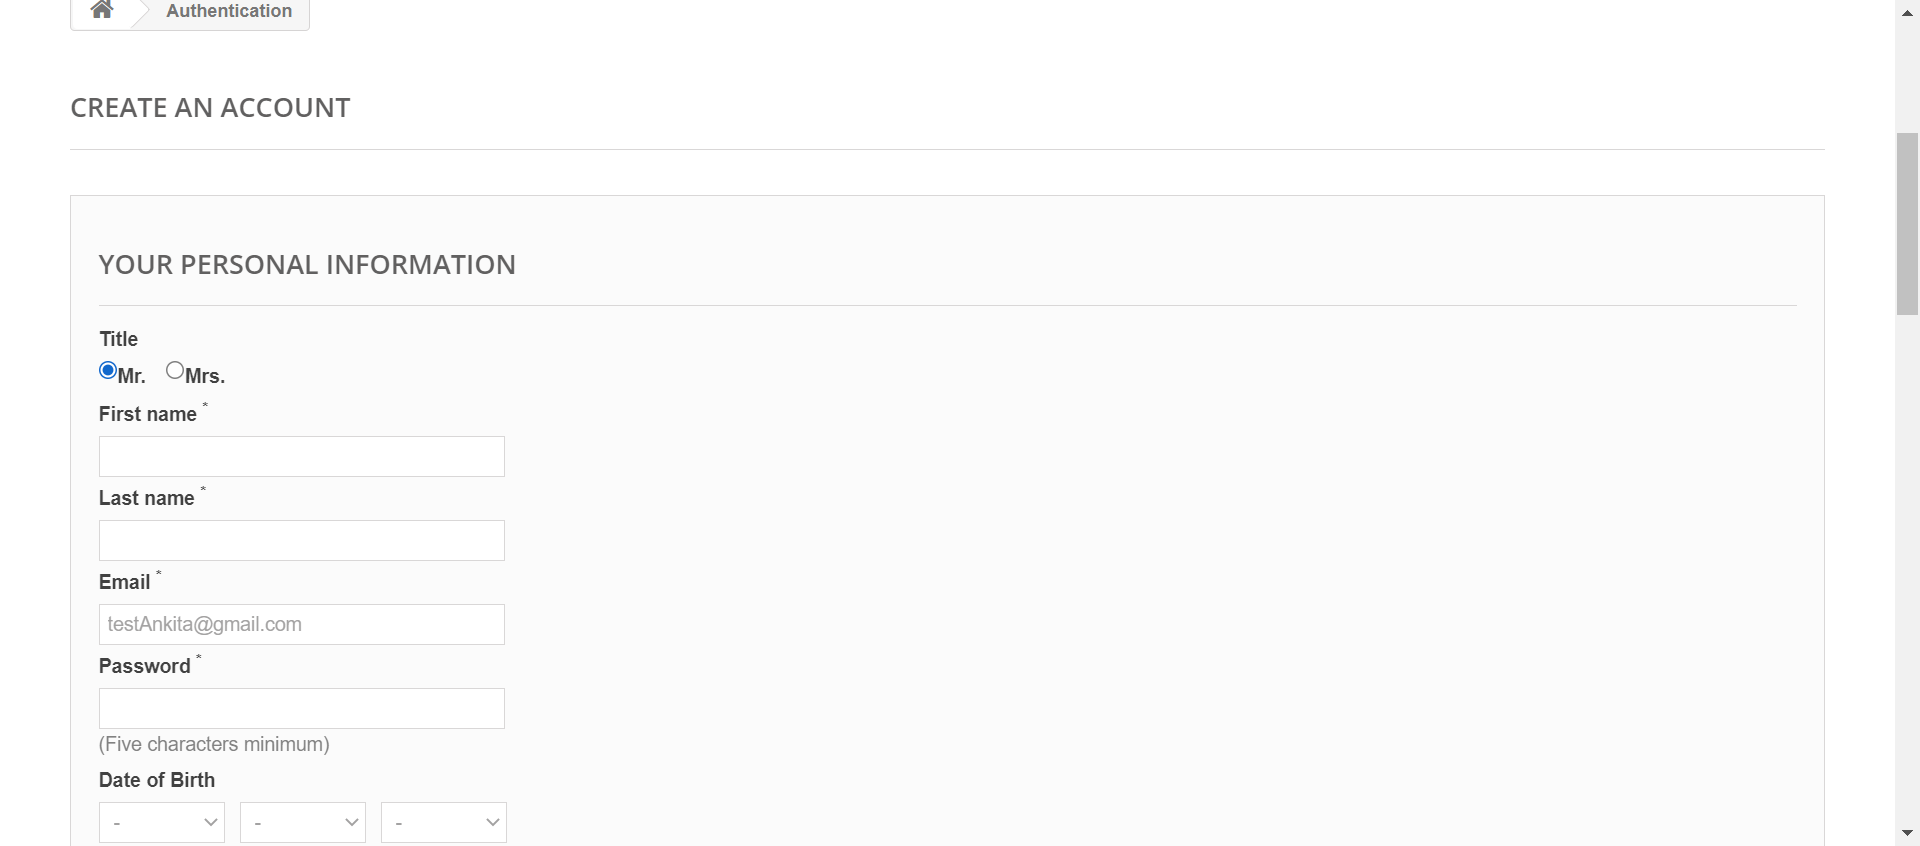 Authentication
CREATE AN ACCOUNT
YOUR PERSONAL INFORMATION
Title
Mr. Mrs.
First name *
Last name *
Email *
testAnkita@gmail.com
Password *
(Five characters minimum)
Date of Birth
- - -